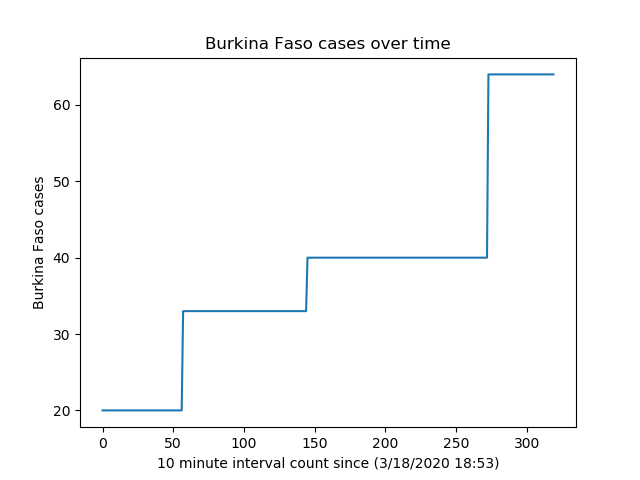 Burkina Faso cases over time
60
50
40
30
20
Burkina Faso cases
0 50 100 150 200 250 300
10 minute interval count since (3/18/2020 18:53)